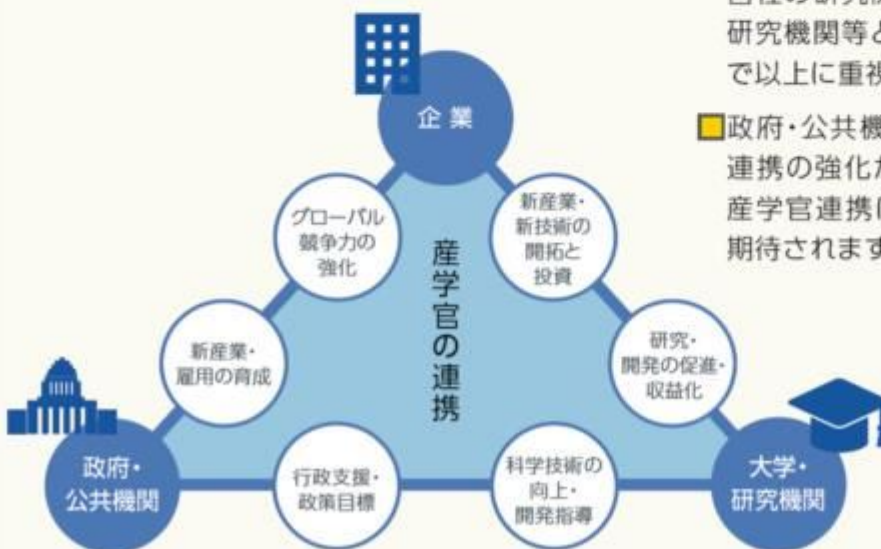 研究機関等と
で以上に重視
政府・公共機
連携の強化が
産学官連携に
期待されます
企業
グローバル
競争力の
強化
新産業・
新技術の
開拓と
投資
産学官の連携
新産業・
雇用の育成
研究・
開発の促進・
収益化
政府・
公共機関
行政支援・
政策目標
科学技術の
向上・
開発指導
大学・
研究機関